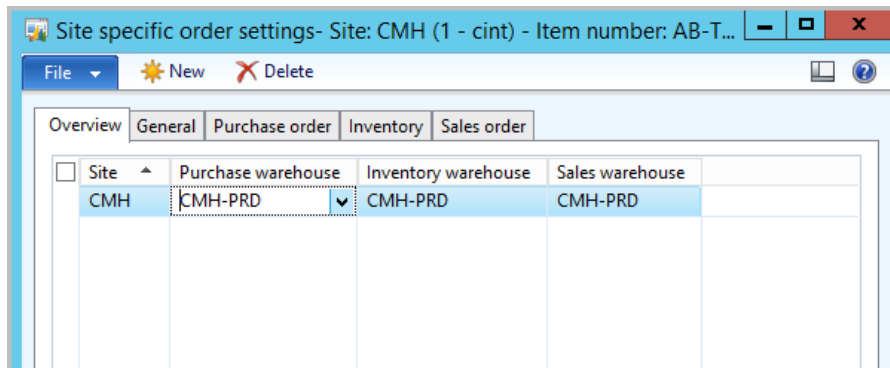 Site specific order settings- Site: CMH (1 - cint) - Item number: AB-T...
File New Delete
Overview General Purchase order Inventory Sales order
Site Purchase warehouse Inventory warehouse Sales warehouse
CMH CMH-PRD CMH-PRD CMH-PRD